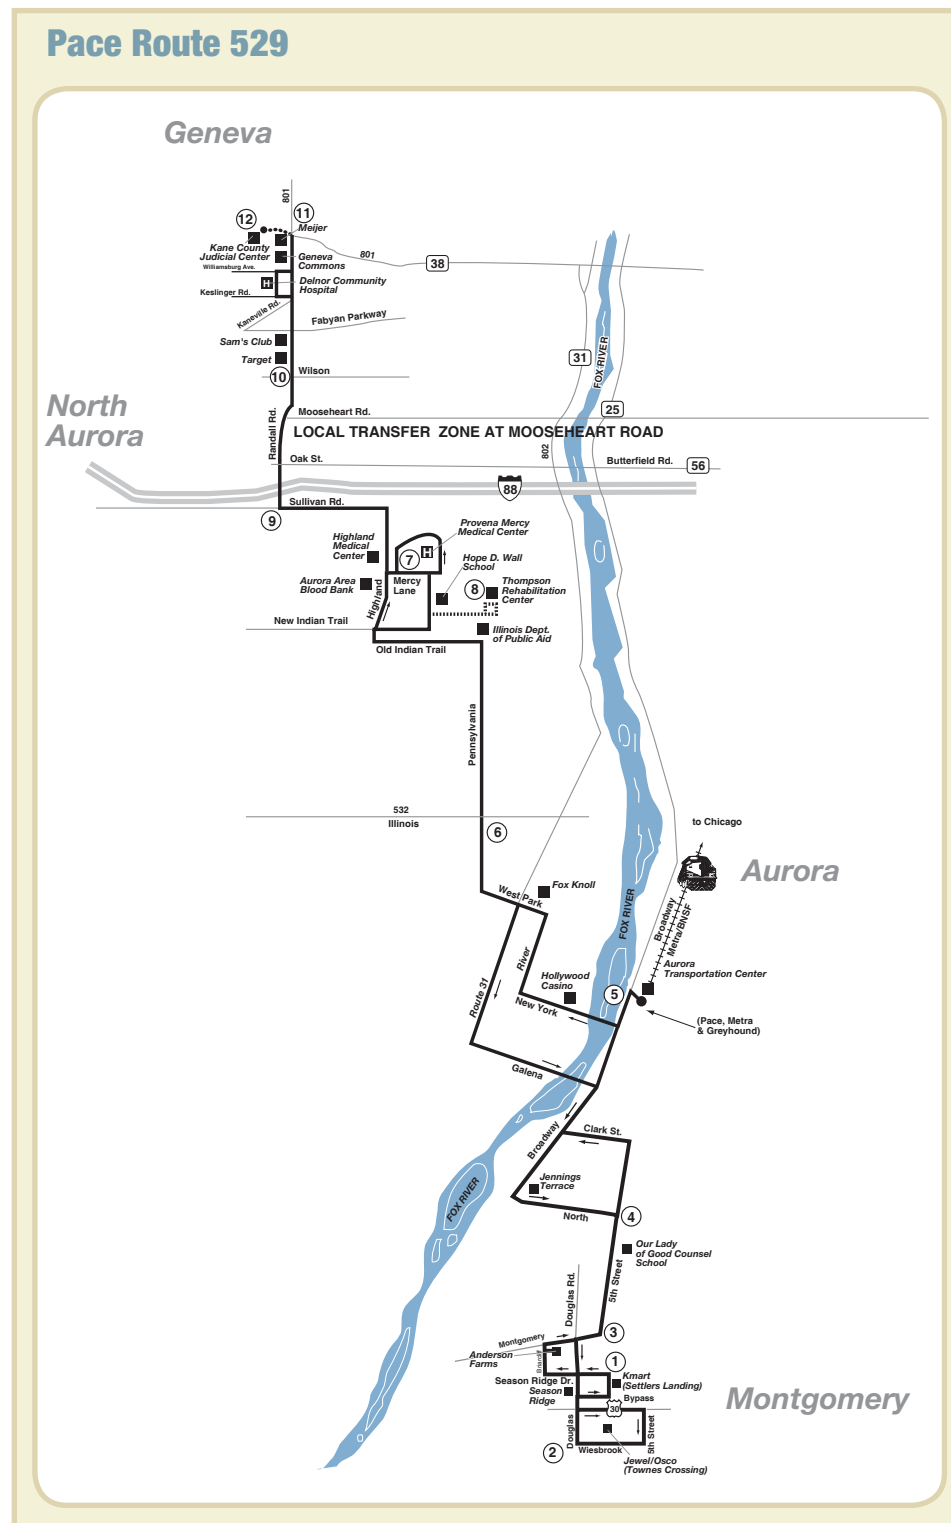 Pace Route 529
Geneva
801
12
11
Meijer
Kane County
Judicial Center
Geneva
Commons
801
38
Williamsburg Ave.
H
Delnor Community
Hospital
Keslinger Rd.
Kaneville Rd.
Fabyan Parkway
Sam's Club
Target
31
FOX RIVER
10
Wilson
North
Aurora
Randall Rd.
Mooseheart Rd.
25
LOCAL TRANSFER ZONE AT MOOSEHEART ROAD
802
Oak St.
Butterfield Rd.
56
88
Sullivan Rd.
9
Highland
Medical
Center
7
H
Provena Mercy
Medical Center
Hope D. Wall
School
Aurora Area
Blood Bank
Highland
Mercy
Lane
8
Thompson
Rehabilitation
Center
New Indian Trail
Illinois Dept.
of Public Aid
Old Indian Trail
Pennsylvania
532
Illinois
6
to Chicago
Aurora
West Park
Fox Knoll
FOX RIVER
Broadway
Metra/BNSF
River
Route 31
Hollywood
Casino
5
Aurora
Transportation Center
New York
(Pace, Metra
& Greyhound)
Galena
Broadway
Clark St.
Jennings
Terrace
FOX RIVER
North
4
Our Lady
of Good Counsel
School
5th Street
Douglas Rd.
3
Montgomery
Anderson
Farms
Briarcliff
1
Season Ridge Dr.
Kmart
(Settlers Landing)
Season
Ridge
Bypass
30
Montgomery
Douglas
5th Street
2
Wiesbrook
Jewel/Osco
(Townes Crossing)